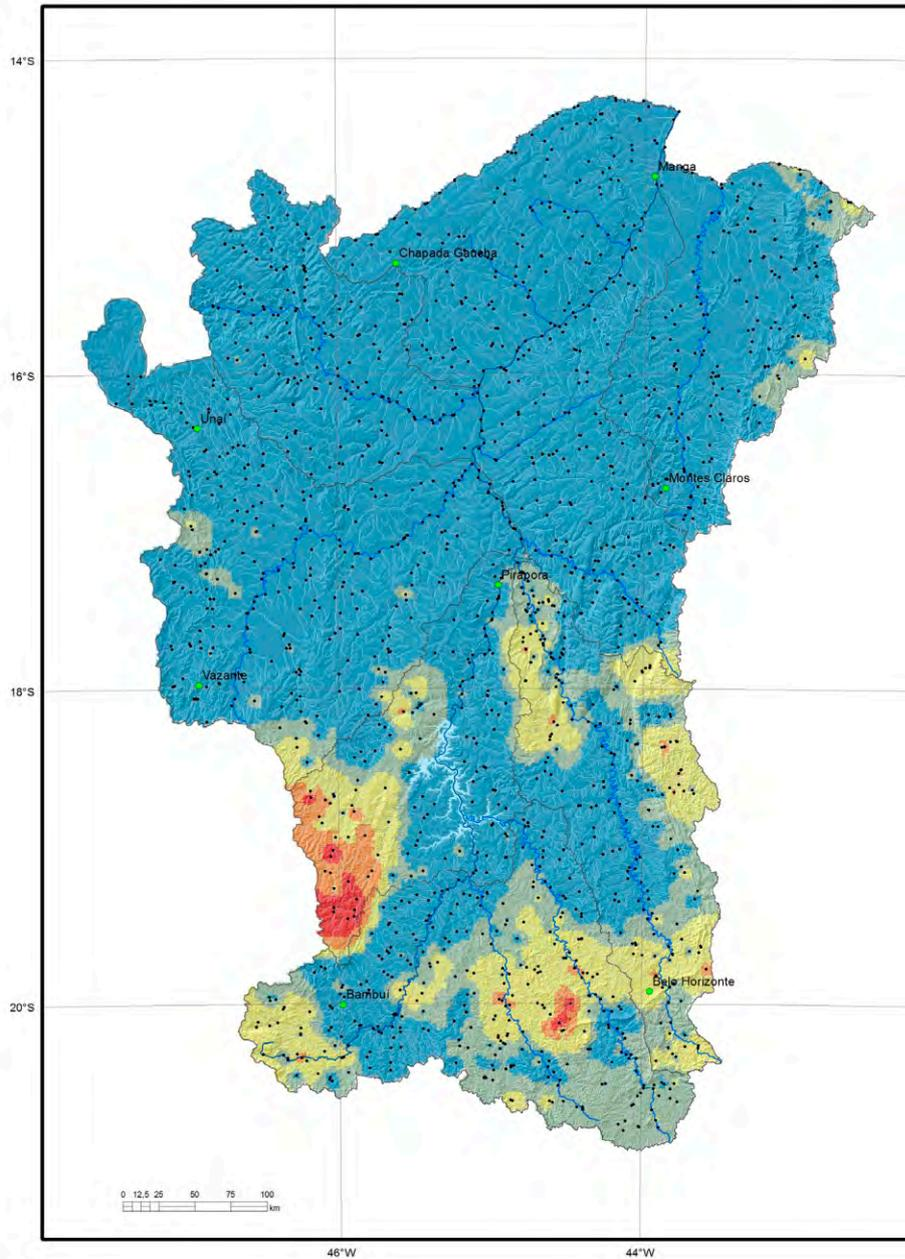 14°S
Manga
Chapada Gaúcha
16°S
Unaí
Montes Claros
Pirapora
Vazante
18°S
Belo Horizonte
20°S
Bambuí
0 12,5 25 50 75 100
km
46°W 44°W